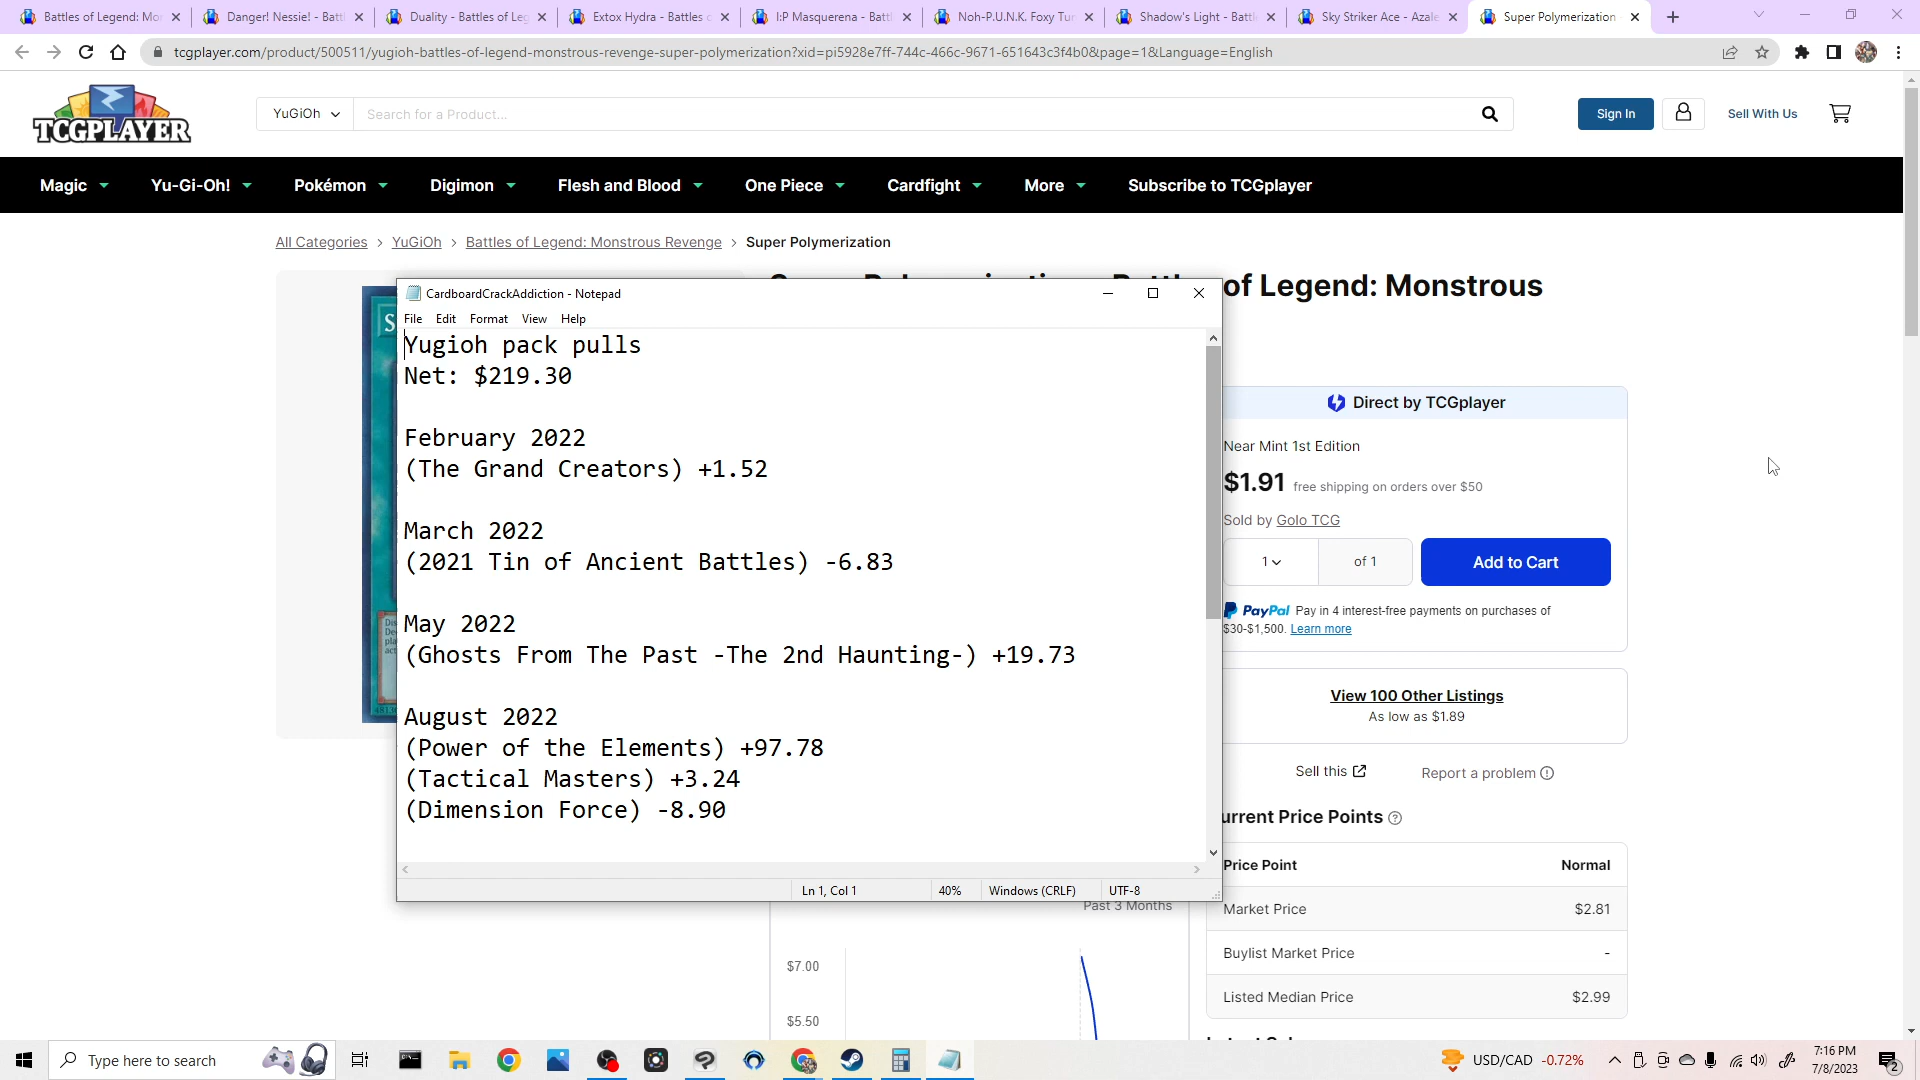 Battles of Legend: Mo
Danger! Nessie! - Batt
Duality - Battles of Leg
Extox Hydra - Battles o
I:P Masquerena - Batt
Noh-P.U.N.K. Foxy Tu
Shadow's Light - Battl
Sky Striker Ace - Azale
Super Polymerization
tcgplayer.com/product/500511/yugioh-battles-of-legend-monstrous-revenge-super-polymerization?xid=pi5928e7ff-744c-466c-9671-651643c3f4b0&page=1&Language=English
TCGPLAYER
YuGiOh
Search for a Product...
Sign In
Sell With Us
Magic
Yu-Gi-Oh!
Pokémon
Digimon
Flesh and Blood
One Piece
Cardfight
More
Subscribe to TCGplayer
All Categories > YuGiOh > Battles of Legend: Monstrous Revenge > Super Polymerization
of Legend: Monstrous
CardboardCrackAddiction - Notepad
File Edit Format View Help
Yugioh pack pulls
Net: $219.30
February 2022
(The Grand Creators) +1.52
March 2022
(2021 Tin of Ancient Battles) -6.83
May 2022
(Ghosts From The Past -The 2nd Haunting-) +19.73
August 2022
(Power of the Elements) +97.78
(Tactical Masters) +3.24
(Dimension Force) -8.90
Ln 1, Col 1
40%
Windows (CRLF)
UTF-8
Direct by TCGplayer
Near Mint 1st Edition
$1.91 free shipping on orders over $50
Sold by Golo TCG
1
of 1
Add to Cart
PayPal Pay in 4 interest-free payments on purchases of
$30-$1,500. Learn more
View 100 Other Listings
As low as $1.89
Sell this
Report a problem
urrent Price Points
Price Point Normal
Market Price $2.81
Buylist Market Price -
Listed Median Price $2.99
Past 3 Months
$7.00
$5.50
Type here to search
USD/CAD -0.72%
7:16 PM
7/8/2023
2